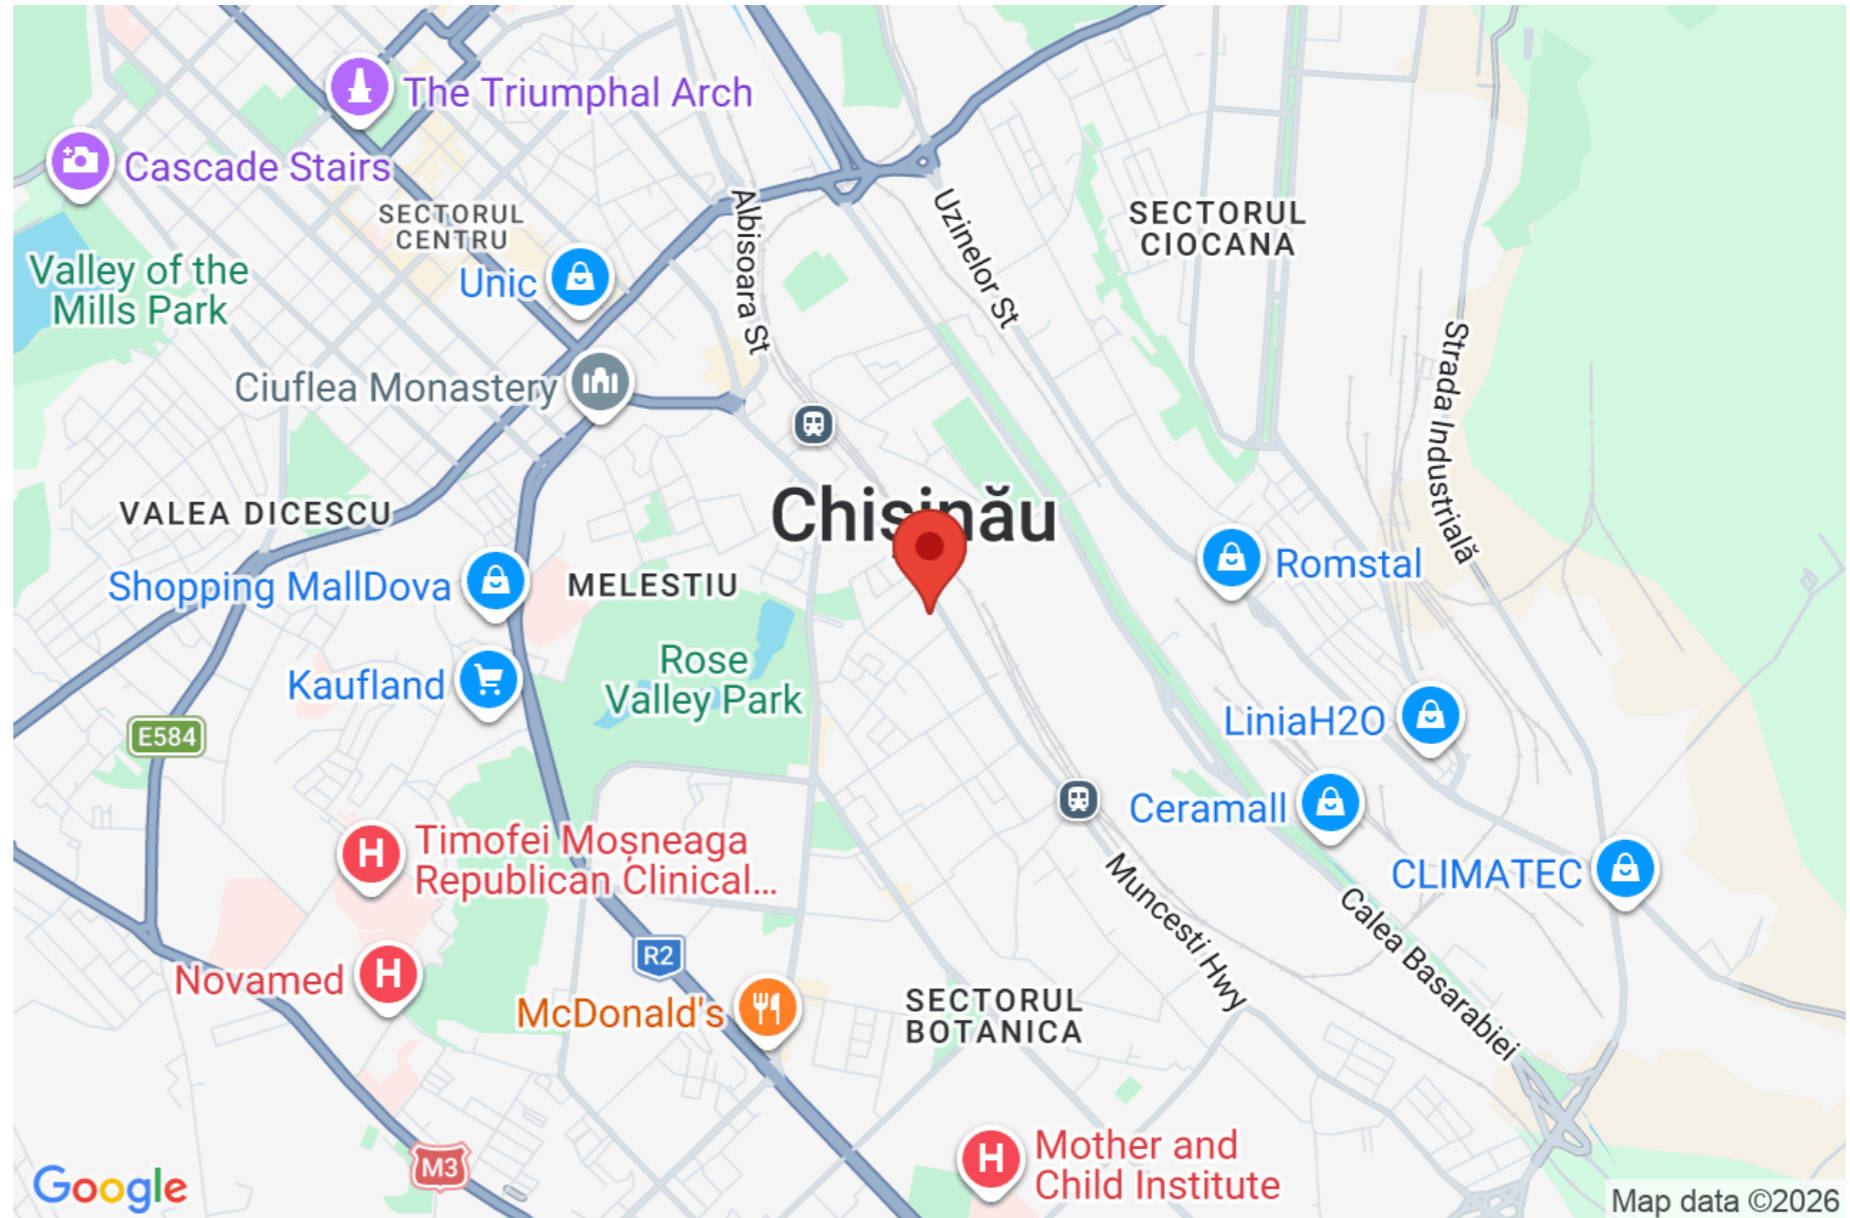 The Triumphal Arch
Cascade Stairs
SECTORUL
CENTRU
Albisoara St
Uzinelor St
SECTORUL
CIOCANA
Valley of the
Mills Park
Unic
Strada Industrială
Ciuflea Monastery
VALEA DICESCU
Chișinău
Shopping MallDova
MELESTIU
Romstal
Rose
Valley Park
Kaufland
E584
LiniaH2O
Ceramall
Timofei Moșneaga
Republican Clinical...
H
CLIMATEC
Muncesti Hwy
Calea Basarabiei
R2
Novamed
H
McDonald's
SECTORUL
BOTANICA
M3
H
Mother and
Child Institute
Google
Map data ©2026